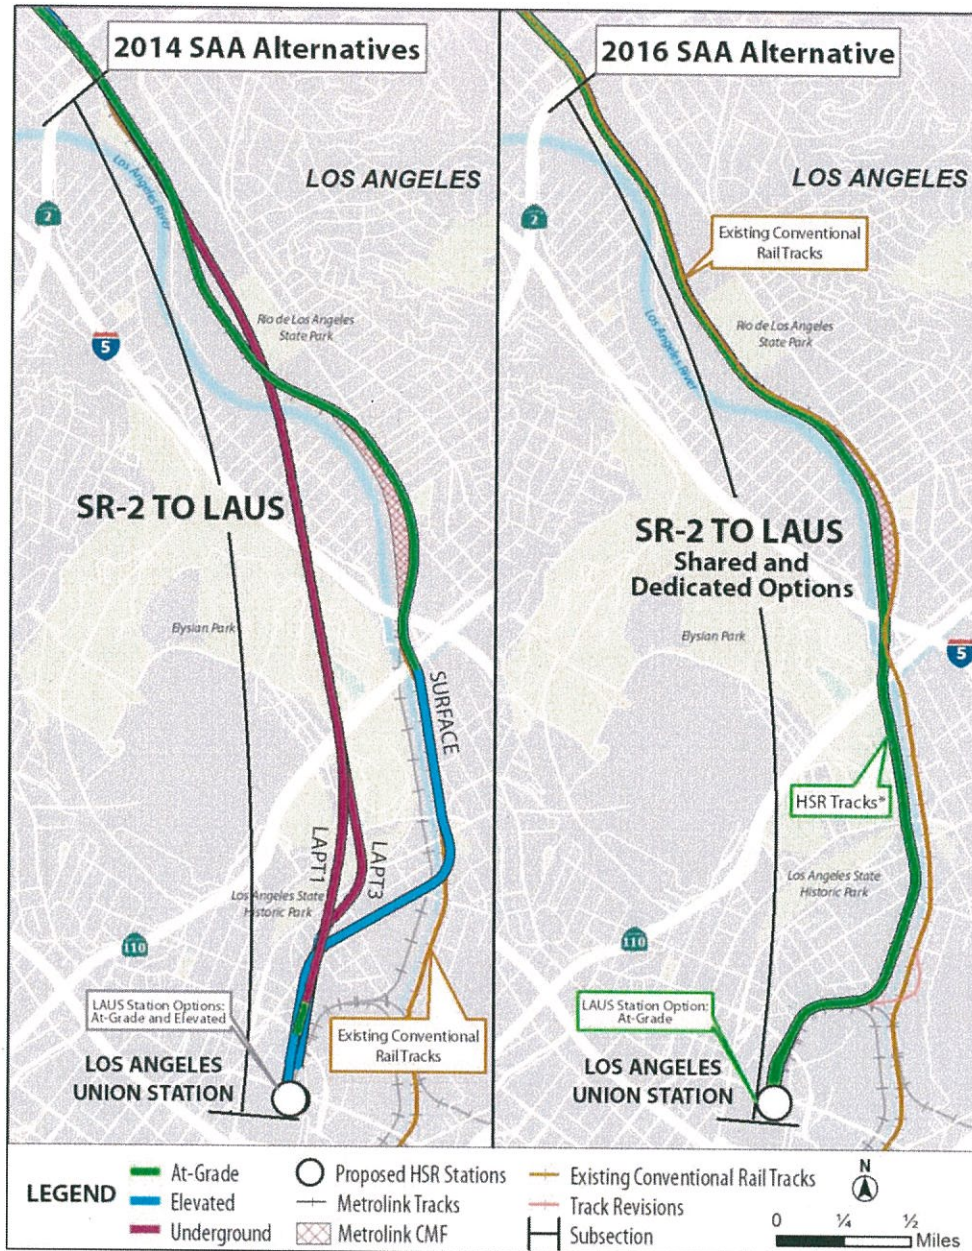 2014 SAA Alternatives
LOS ANGELES
Los Angeles River
2
5
Rio de Los Angeles
State Park
SR-2 TO LAUS
Elysian Park
SURFACE
LAPT1
LAPT3
Los Angeles State
Historic Park
110
LAUS Station Options:
At-Grade and Elevated
Existing Conventional
Rail Tracks
LOS ANGELES
UNION STATION
2016 SAA Alternative
LOS ANGELES
2
Existing Conventional
Rail Tracks
Los Angeles River
Rio de Los Angeles
State Park
SR-2 TO LAUS
Shared and
Dedicated Options
Elysian Park
5
HSR Tracks*
Los Angeles State
Historic Park
110
LAUS Station Option:
At-Grade
LOS ANGELES
UNION STATION
LEGEND
At-Grade
Elevated
Underground
Proposed HSR Stations
Metrolink Tracks
Metrolink CMF
Existing Conventional Rail Tracks
Track Revisions
Subsection
N
0 ¼ ½
Miles